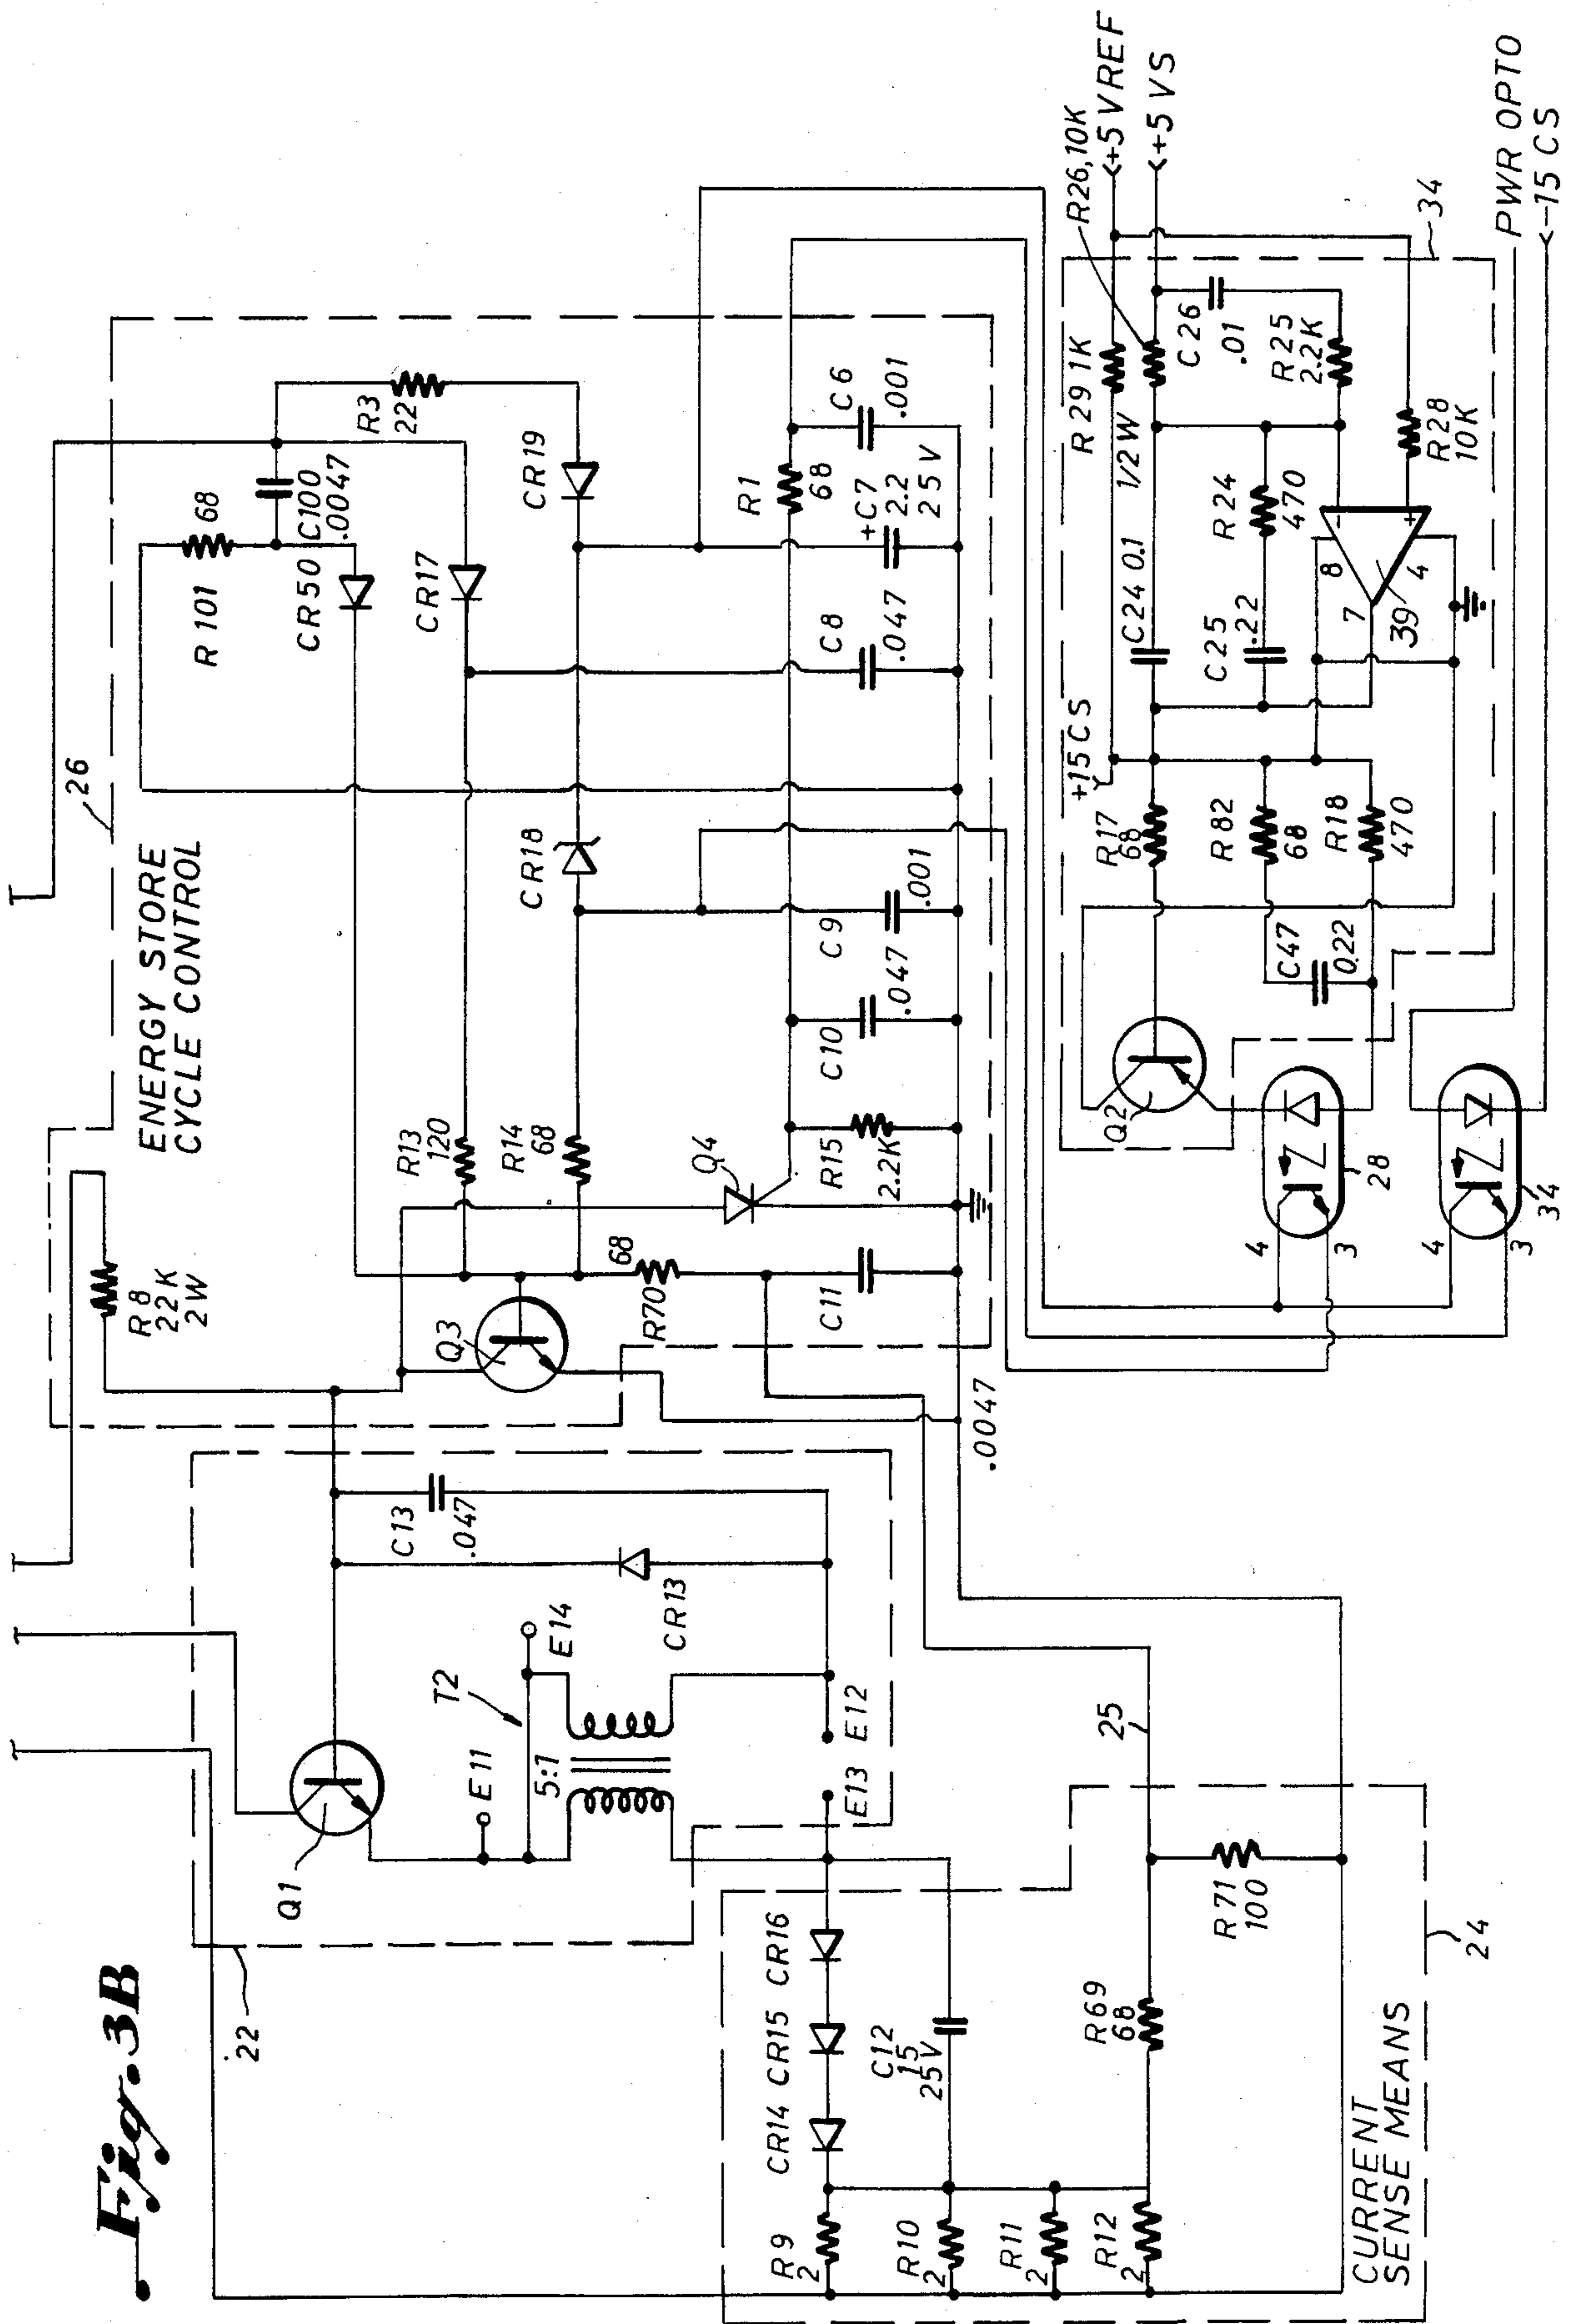 Fig. 3B
26
ENERGY STORE
CYCLE CONTROL
R8
22K
2W
R101
68
C100
.0047
R3
22
CR50
CR17
CR19
R13
120
R14
68
CR18
Q3
Q4
68
R70
C11
.0047
R15
2.2K
C10
.047
C9
.001
C8
.047
+C7
2.2
25V
R1
68
C6
.001
22
Q1
C13
.047
CR13
T2
E14
E11
5:1
E13
E12
25
CR14
CR15
CR16
C12
15
25V
R9
2
R10
2
R11
2
R12
2
R69
68
R71
100
CURRENT
SENSE MEANS
24
R26,10K
<+5VREF
<+5VS
R29 1K
1/2W
+15CS
R17
68
C24 0.1
C26
.01
R25
2.2K
R24
470
C25
.22
R82
68
R18
470
C47
0.22
R28
10K
-
+
8
7
4
39
34
Q2
28
4
3
4
3
34
PWR OPTO
<-15CS